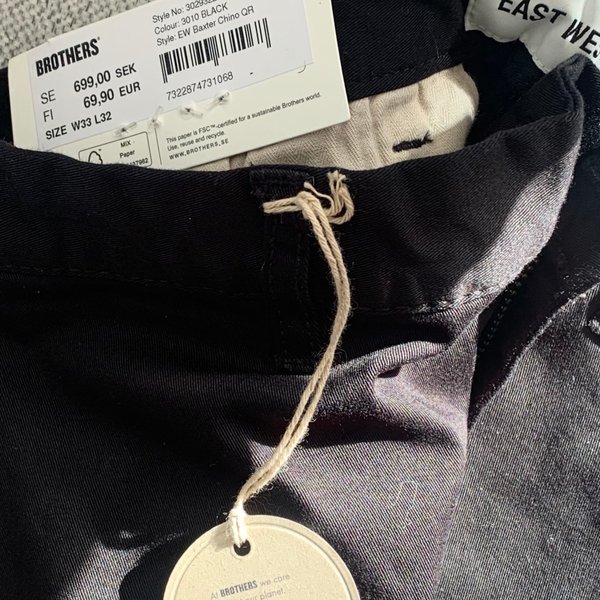 Style No: 302932
Colour: 3010 BLACK
Style: EW Baxter Chino QR
BROTHERS
SE 699,00 SEK
FI 69,90 EUR
SIZE W33 L32
7322874731068
MIX
Paper
This paper is FSC™-certified for a sustainable Brothers world.
Use, reuse and recycle.
WWW.BROTHERS.SE
EAST WES
At BROTHERS we care
our planet.